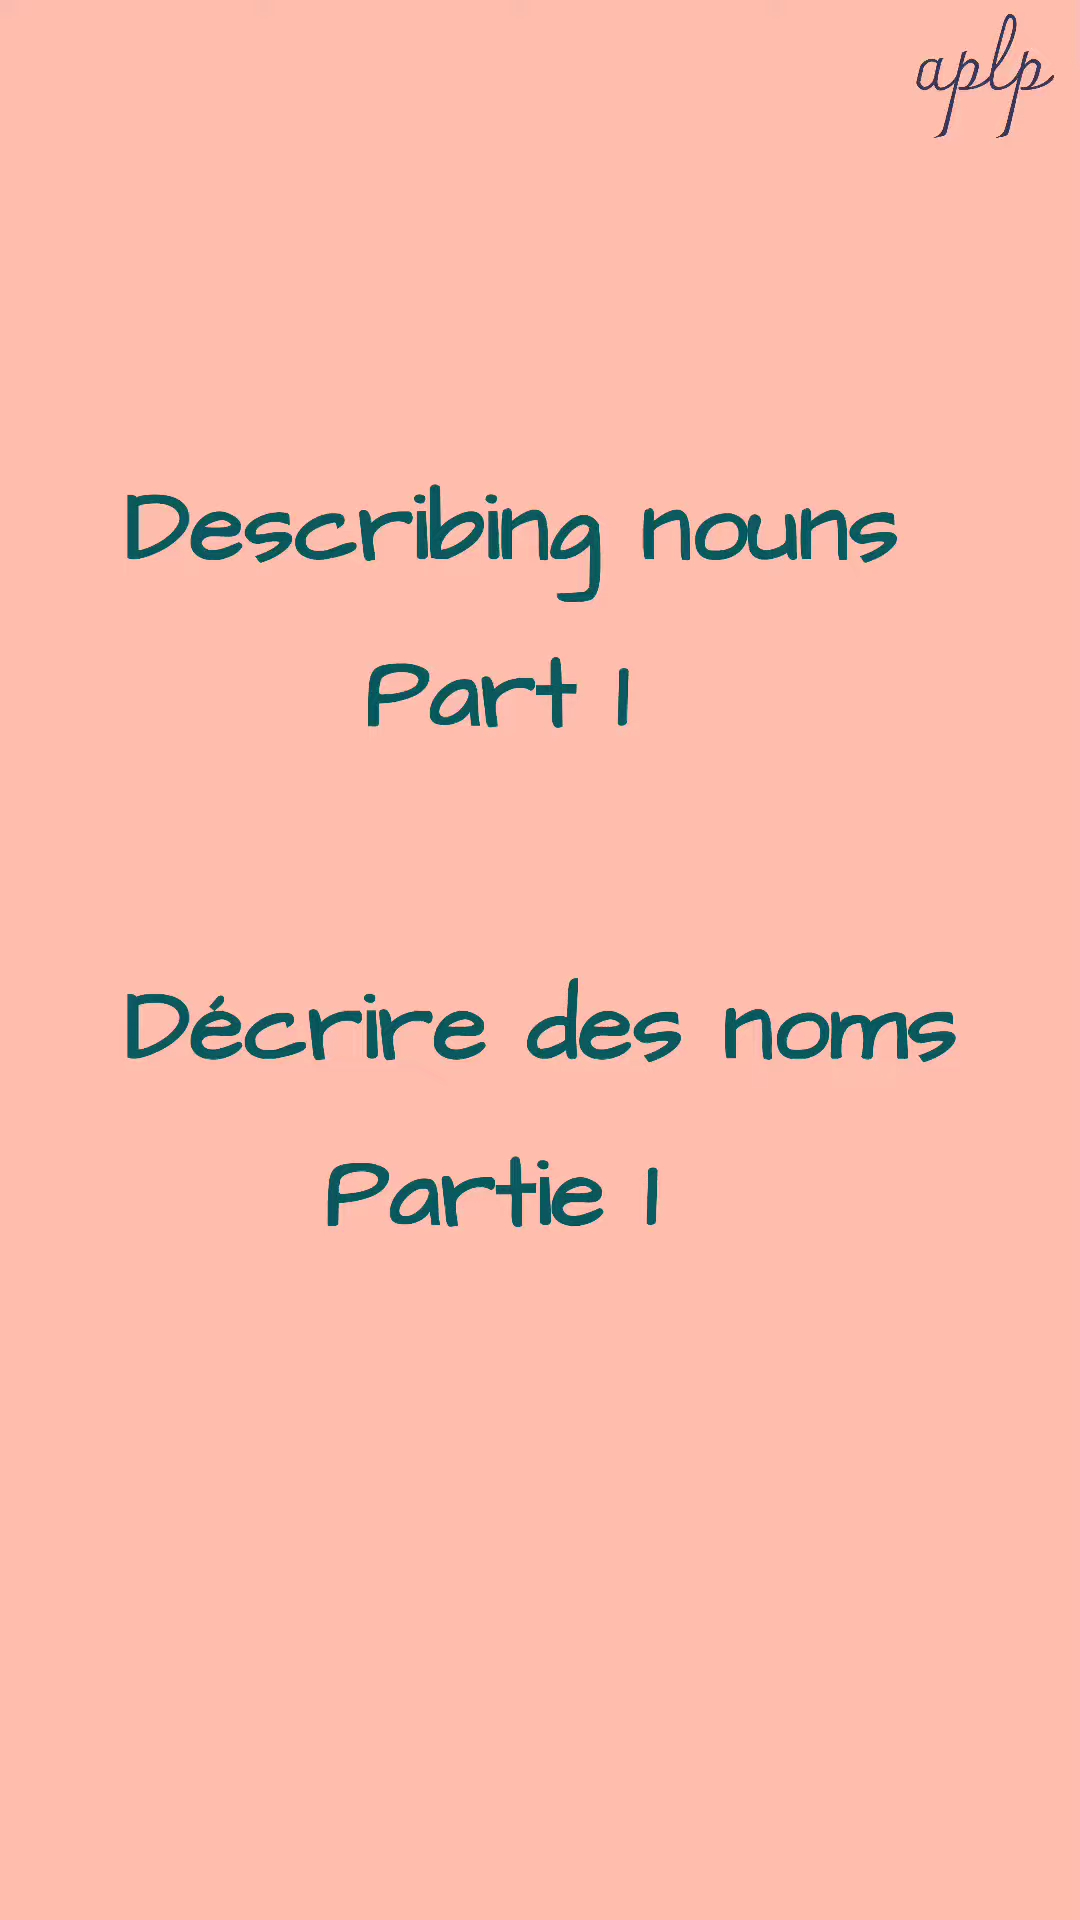 aplp
Describing nouns
Part 1
Décrire des noms
Partie 1